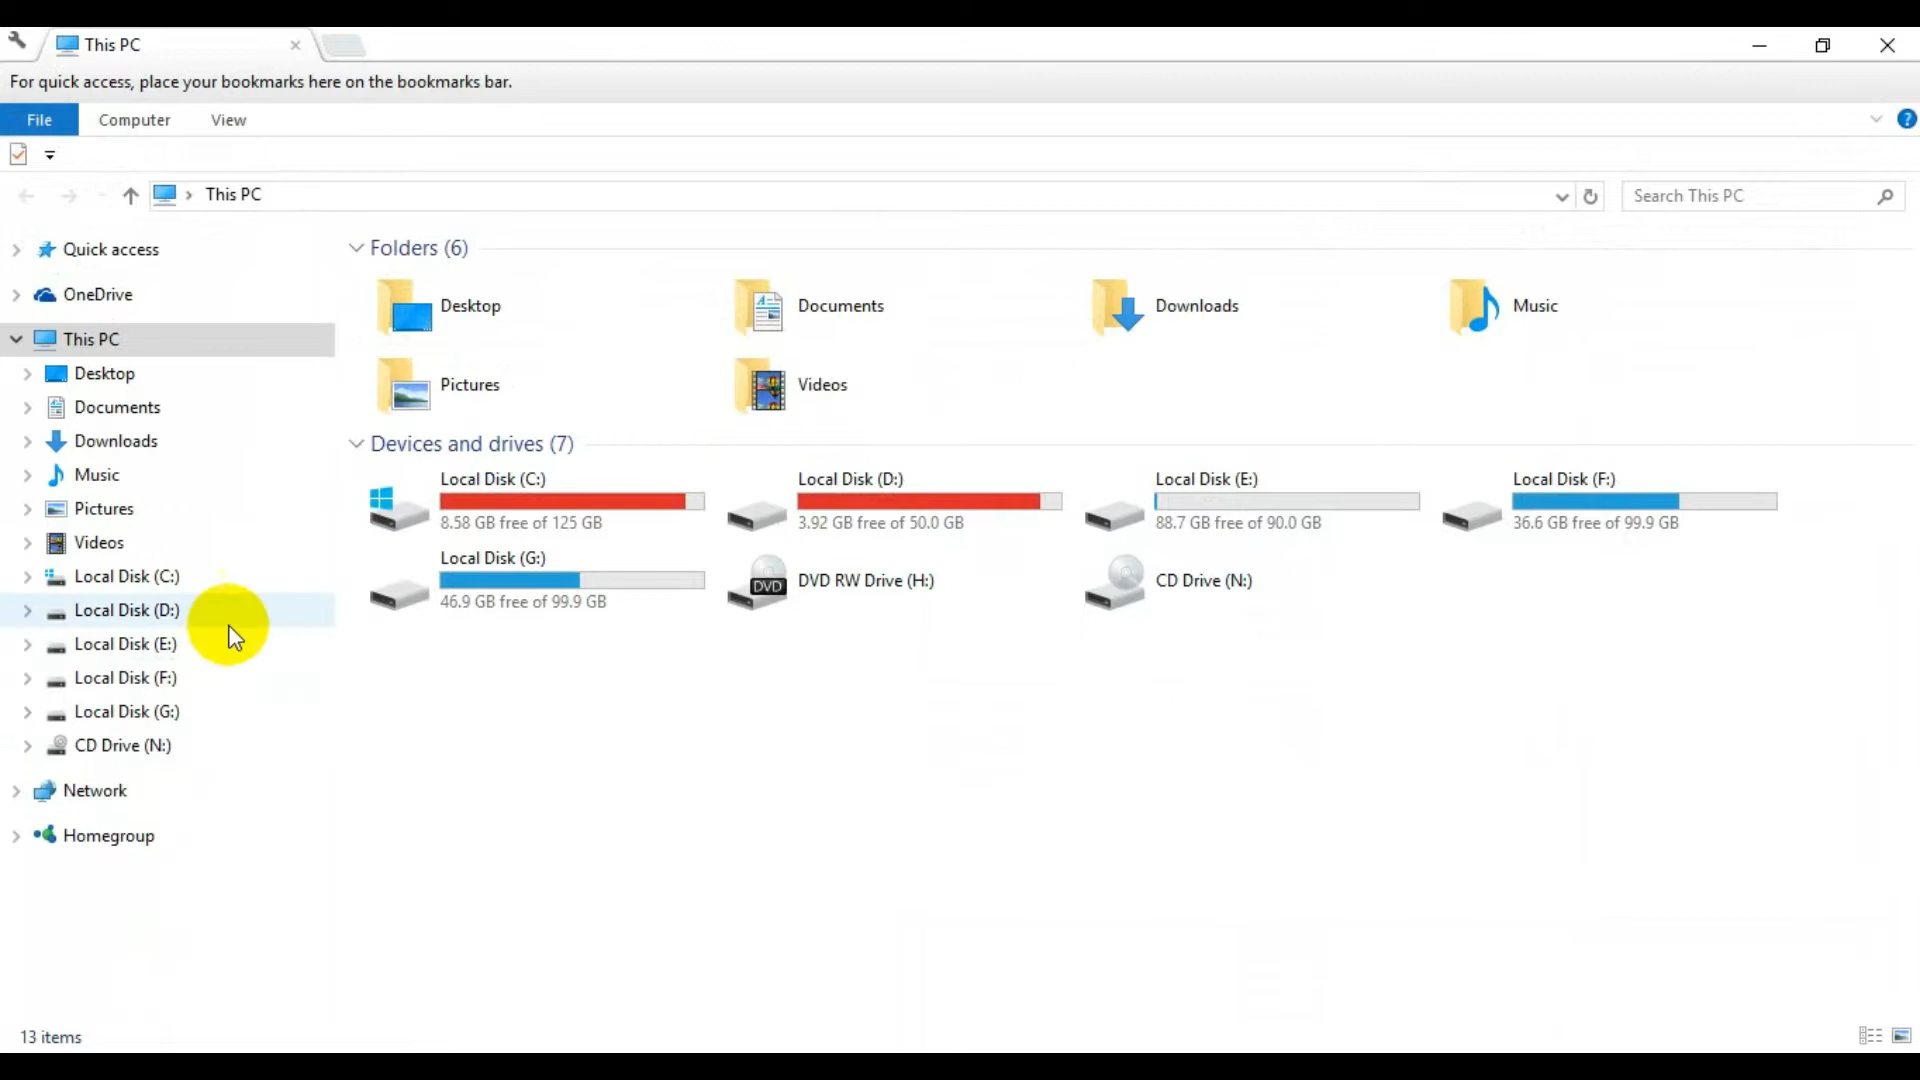 This PC
For quick access, place your bookmarks here on the bookmarks bar.
File Computer View
This PC
Search This PC
Quick access
OneDrive
This PC
Desktop
Documents
Downloads
Music
Pictures
Videos
Local Disk (C:)
Local Disk (D:)
Local Disk (E:)
Local Disk (F:)
Local Disk (G:)
CD Drive (N:)
Network
Homegroup
Folders (6)
Desktop
Documents
Downloads
Music
Pictures
Videos
Devices and drives (7)
Local Disk (C:)
8.58 GB free of 125 GB
Local Disk (D:)
3.92 GB free of 50.0 GB
Local Disk (E:)
88.7 GB free of 90.0 GB
Local Disk (F:)
36.6 GB free of 99.9 GB
Local Disk (G:)
46.9 GB free of 99.9 GB
DVD
DVD RW Drive (H:)
CD Drive (N:)
13 items